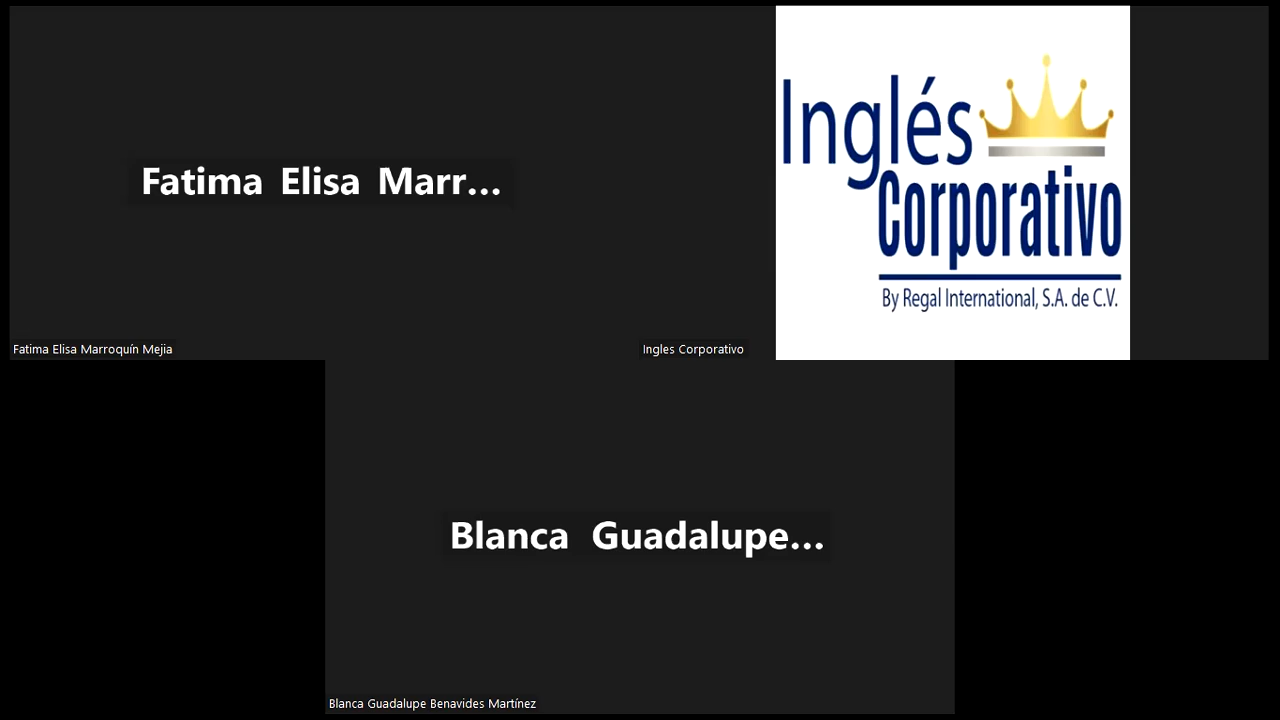 Fatima Elisa Marr...
Fatima Elisa Marroquín Mejia
Inglés
Corporativo
By Regal International, S.A. de C.V.
Ingles Corporativo
Blanca Guadalupe...
Blanca Guadalupe Benavides Martínez